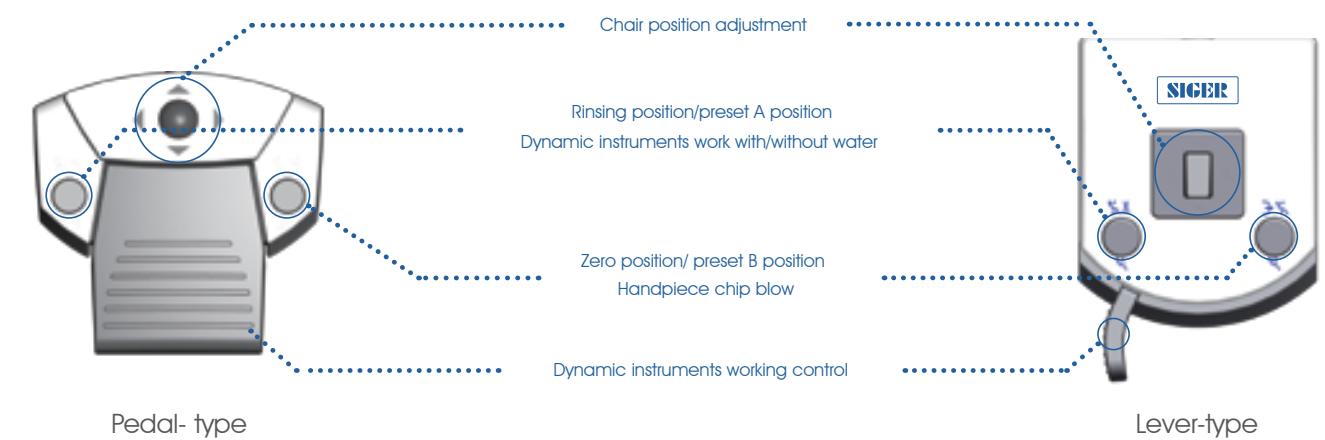 Chair position adjustment
SIGER
Rinsing position/preset A position
Dynamic instruments work with/without water
Zero position/ preset B position
Handpiece chip blow
Dynamic instruments working control
Pedal- type
Lever-type